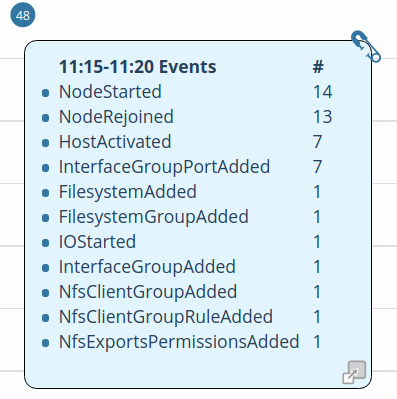 48
11:15-11:20 Events #
NodeStarted 14
NodeRejoined 13
HostActivated 7
InterfaceGroupPortAdded 7
FilesystemAdded 1
FilesystemGroupAdded 1
IOStarted 1
InterfaceGroupAdded 1
NfsClientGroupAdded 1
NfsClientGroupRuleAdded 1
NfsExportsPermissionsAdded 1